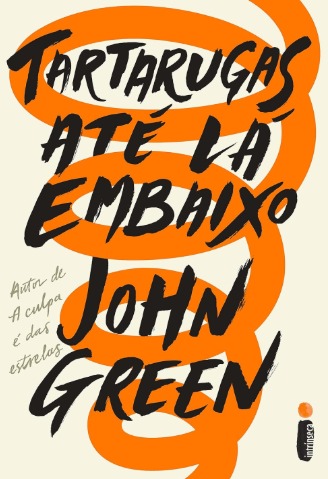 TARTARUGAS
ATÉ LÁ
EMBAIXO
JOHN
GREEN
Autor de
A culpa
é das
estrelas
intrínseca